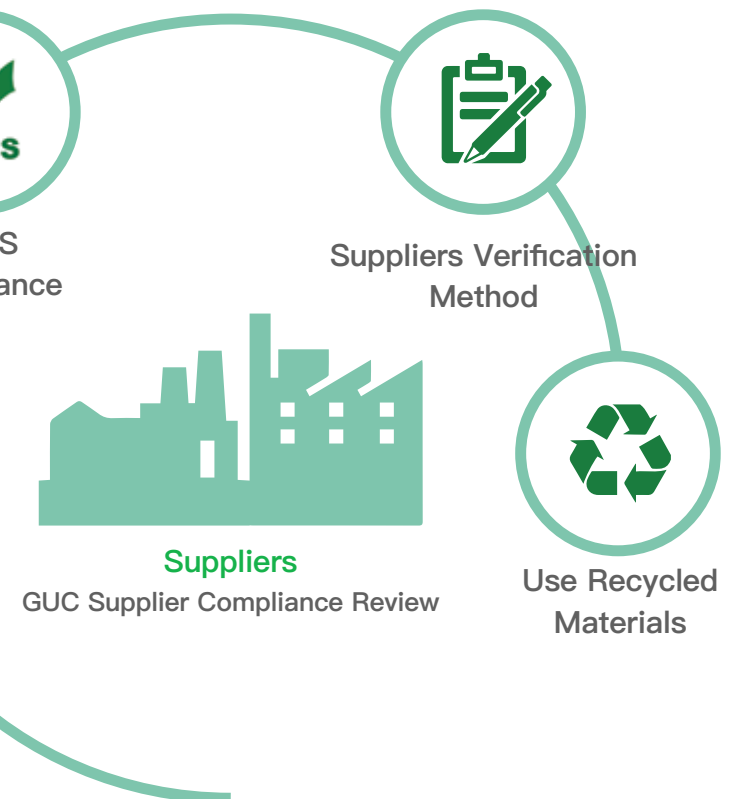 Suppliers Verification
Method
Suppliers
GUC Supplier Compliance Review
Use Recycled
Materials